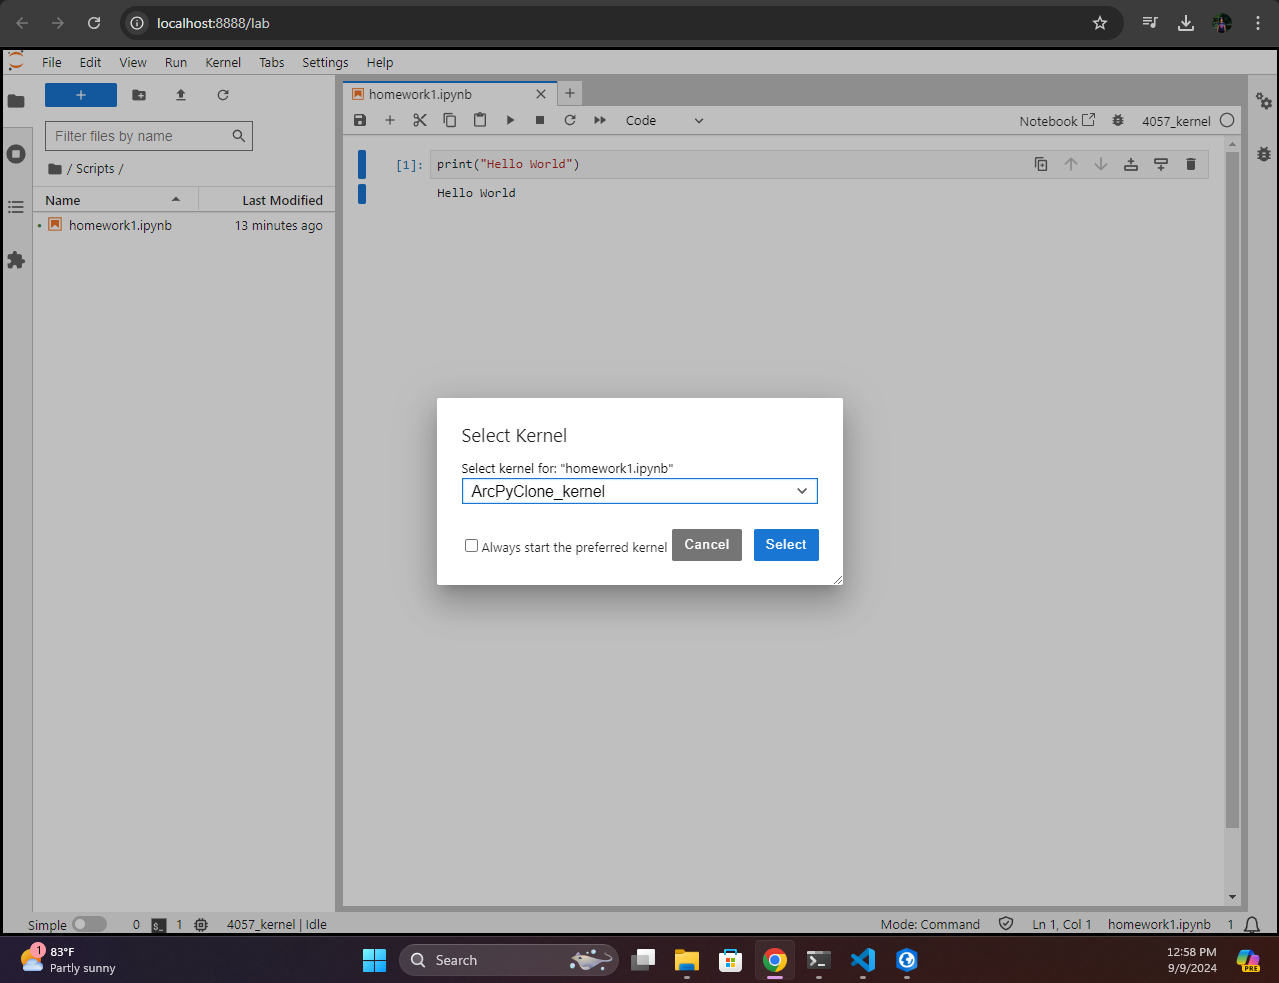 localhost:8888/lab
File Edit View Run Kernel Tabs Settings Help
homework1.ipynb
Code
Notebook
4057_kernel
Filter files by name
/ Scripts /
Name Last Modified
homework1.ipynb 13 minutes ago
[1]: print("Hello World")
Hello World
Select Kernel
Select kernel for: "homework1.ipynb"
ArcPyClone_kernel
Always start the preferred kernel
Cancel
Select
Simple 0 $_ 1 4057_kernel | Idle Mode: Command Ln 1, Col 1 homework1.ipynb 1
1
83°F
Partly sunny
Search
12:58 PM
9/9/2024
PRE